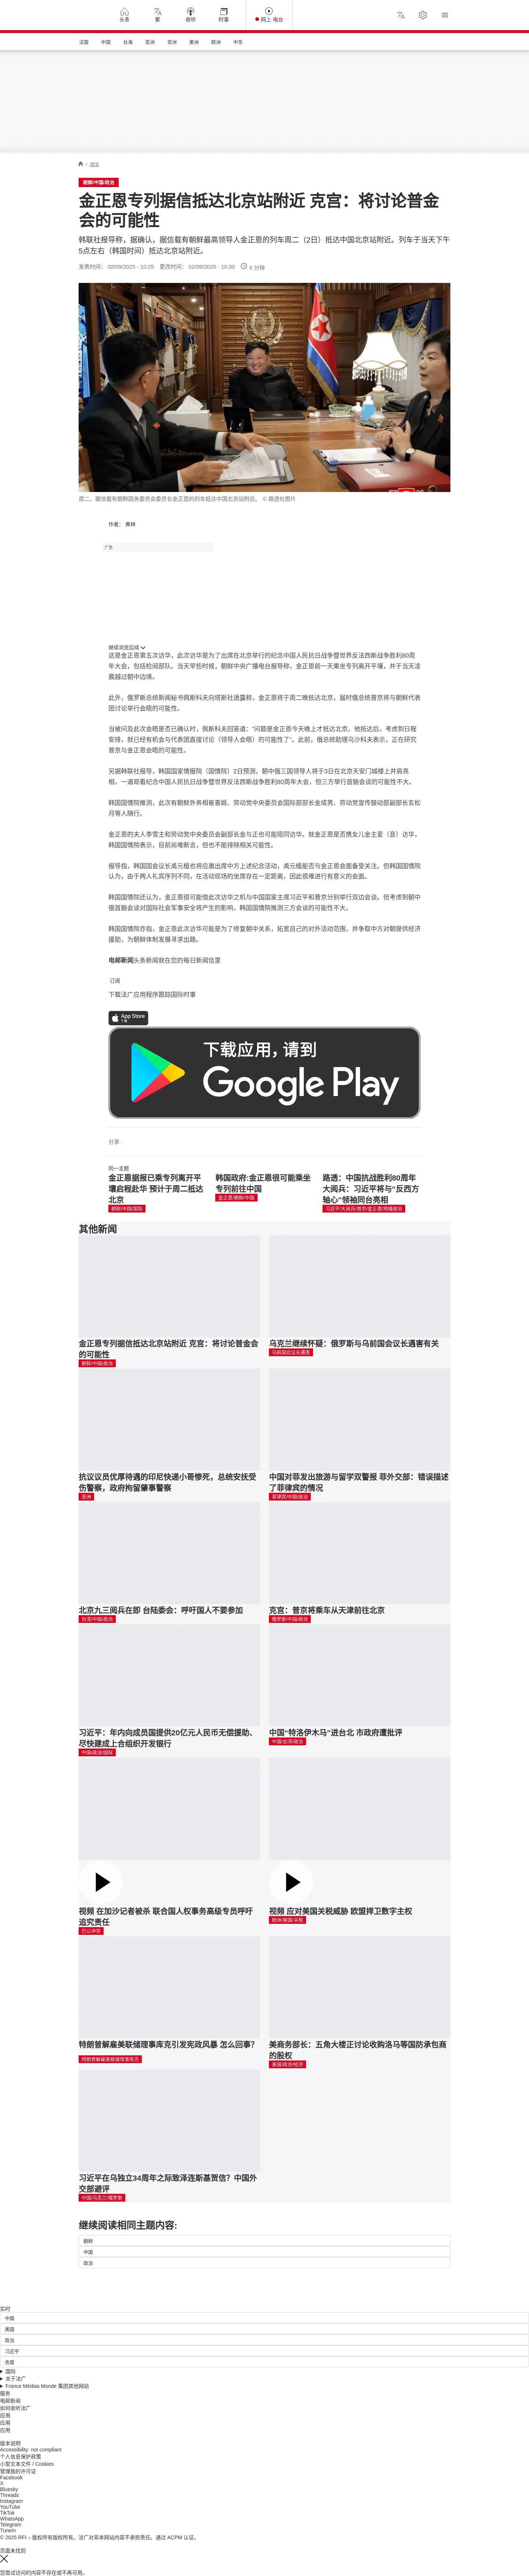 头条
繁
收听
时事
网上 电台
法国
中国
台海
亚洲
非洲
美洲
欧洲
中东
/ 政治
朝鲜/中国/政治
金正恩专列据信抵达北京站附近 克宫：将讨论普金
会的可能性
韩联社报导称，据确认，据信载有朝鲜最高领导人金正恩的列车周二（2日）抵达中国北京站附近。列车于当天下午
5点左右（韩国时间）抵达北京站附近。
发表时间： 02/09/2025 - 10:25 更改时间： 02/09/2025 - 10:30 5 分钟
周二，据信载有朝鲜国务委员会委员长金正恩的列车抵达中国北京站附近。 © 路透社图片
作者： 弗林
广告
继续浏览后续
这是金正恩第五次访华，此次访华是为了出席在北京举行的纪念中国人民抗日战争暨世界反法西斯战争胜利80周
年大会，包括检阅部队。当天早些时候，朝鲜中央广播电台报导称，金正恩前一天乘坐专列离开平壤，并于当天凌
晨越过朝中边境。
此外，俄罗斯总统新闻秘书佩斯科夫向塔斯社透露称，金正恩将于周二晚抵达北京，届时俄总统普京将与朝鲜代表
团讨论举行会晤的可能性。
当被问及此次会晤是否已确认时，佩斯科夫回答道："问题是金正恩今天晚上才抵达北京。他抵达后，考虑到日程
安排，就已经有机会与代表团直接讨论（领导人会晤）的可能性了"。此前，俄总统助理乌沙科夫表示，正在研究
普京与金正恩会晤的可能性。
另据韩联社报导，韩国国家情报院（国情院）2日预测，朝中俄三国领导人将于3日在北京天安门城楼上并肩亮
相，一道观看纪念中国人民抗日战争暨世界反法西斯战争胜利80周年大会，但三方举行首脑会谈的可能性不大。
韩国国情院推测，此次有朝鲜外务相崔善姬、劳动党中央委员会国际部部长金成男、劳动党宣传鼓动部副部长玄松
月等人随行。
金正恩的夫人李雪主和劳动党中央委员会副部长金与正也可能陪同访华。就金正恩是否携女儿金主爱（音）访华，
韩国国情院表示，目前尚难断言，但也不能排除相关可能性。
报导指，韩国国会议长禹元植也将应邀出席中方上述纪念活动，禹元植能否与金正恩会面备受关注。但韩国国情院
认为，由于两人礼宾序列不同，在活动现场的坐席存在一定距离，因此很难进行有意义的会面。
韩国国情院还认为，金正恩很可能借此次访华之机与中国国家主席习近平和普京分别举行双边会谈。但考虑到朝中
俄首脑会谈对国际社会军事安全将产生的影响，韩国国情院推测三方会谈的可能性不大。
韩国国情院亦指，金正恩此次访华可能是为了修复朝中关系，拓宽自己的对外活动范围，并争取中方对朝提供经济
援助，为朝鲜体制发展寻求出路。
电邮新闻头条新闻就在您的每日新闻信里
订阅
下载法广应用程序跟踪国际时事
App Store
下载
下载应用，请到
Google Play
分享 :
同一主题
金正恩据报已乘专列离开平
壤启程赴华 预计于周二抵达
北京
朝鲜/中国/国际
韩国政府:金正恩很可能乘坐
专列前往中国
金正恩/朝鲜/中国
路透：中国抗战胜利80周年
大阅兵：习近平将与“反西方
轴心”领袖同台亮相
习近平/大阅兵/普京/金正恩/地缘政治
其他新闻
金正恩专列据信抵达北京站附近 克宫：将讨论普金会
的可能性
朝鲜/中国/政治
乌克兰继续怀疑：俄罗斯与乌前国会议长遇害有关
乌前国会议长遇害
抗议议员优厚待遇的印尼快递小哥惨死，总统安抚受
伤警察，政府拘留肇事警察
亚洲
中国对菲发出旅游与留学双警报 菲外交部：错误描述
了菲律宾的情况
菲律宾/中国/政治
北京九三阅兵在即 台陆委会：呼吁国人不要参加
台湾/中国/政治
克宫：普京将乘车从天津前往北京
俄罗斯/中国/政治
习近平：年内向成员国提供20亿元人民币无偿援助、
尽快建成上合组织开发银行
中国/政治/国际
中国“特洛伊木马”进台北 市政府遭批评
中国/台湾/政治
视频 在加沙记者被杀 联合国人权事务高级专员呼吁
追究责任
巴以冲突
视频 应对美国关税威胁 欧盟捍卫数字主权
欧洲/美国/关税
特朗普解雇美联储理事库克引发宪政风暴 怎么回事？
特朗普解雇美联储理事库克
美商务部长：五角大楼正讨论收购洛马等国防承包商
的股权
美国/政治/经济
习近平在乌独立34周年之际致泽连斯基贺信？中国外
交部避评
中国/乌克兰/俄罗斯
继续阅读相同主题内容:
朝鲜
中国
政治
实时
中国
美国
政治
习近平
贪腐
国际
关于法广
France Médias Monde 集团其他网站
服务
电邮新闻
如何收听法广
应用
应用
应用
版本说明
Accessibility: not compliant
个人信息保护政策
小型文本文件 / Cookies
管理我的许可证
Facebook
X
Bluesky
Threads
Instagram
YouTube
TikTok
WhatsApp
Telegram
TuneIn
© 2025 RFI – 版权所有版权所有。法广对非本网站内容不承担责任。通过 ACPM 认证。
页面未找到
您尝试访问的内容不存在或不再可用。